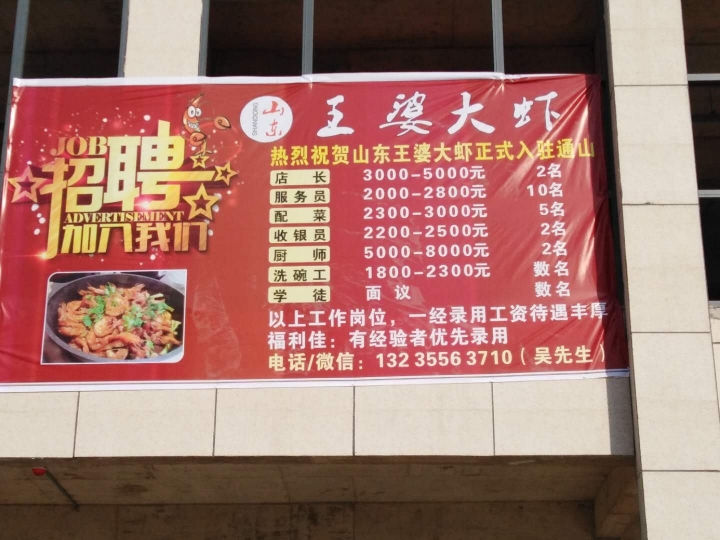 JOB
招聘
ADVERTISEMENT
加入我们
SHANDONG
山东
王婆大虾
热烈祝贺山东王婆大虾正式入驻通山
店长 3000-5000元 2名
服务员 2000-2800元 10名
配菜 2300-3000元 5名
收银员 2200-2500元 2名
厨师 5000-8000元 2名
洗碗工 1800-2300元 数名
学徒 面议 数名
以上工作岗位，一经录用工资待遇丰厚
福利佳：有经验者优先录用
电话/微信：132 3556 3710（吴先生）